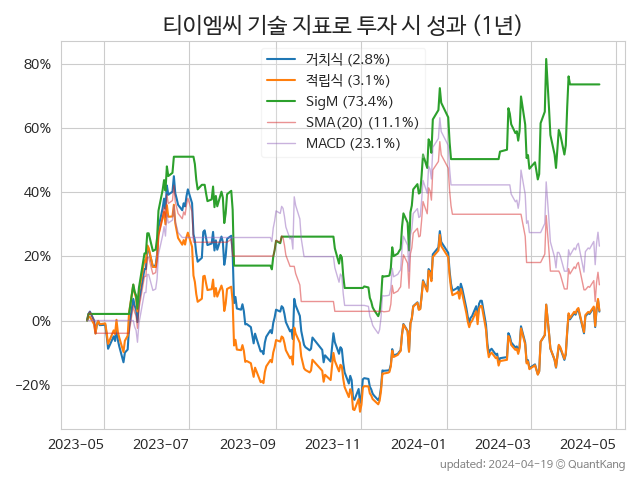 티이엠씨 기술 지표로 투자 시 성과 (1년)
거치식 (2.8%)
적립식 (3.1%)
SigM (73.4%)
SMA(20) (11.1%)
MACD (23.1%)
80%
60%
40%
20%
0%
−20%
2023-05 2023-07 2023-09 2023-11 2024-01 2024-03 2024-05
updated: 2024-04-19 © QuantKang